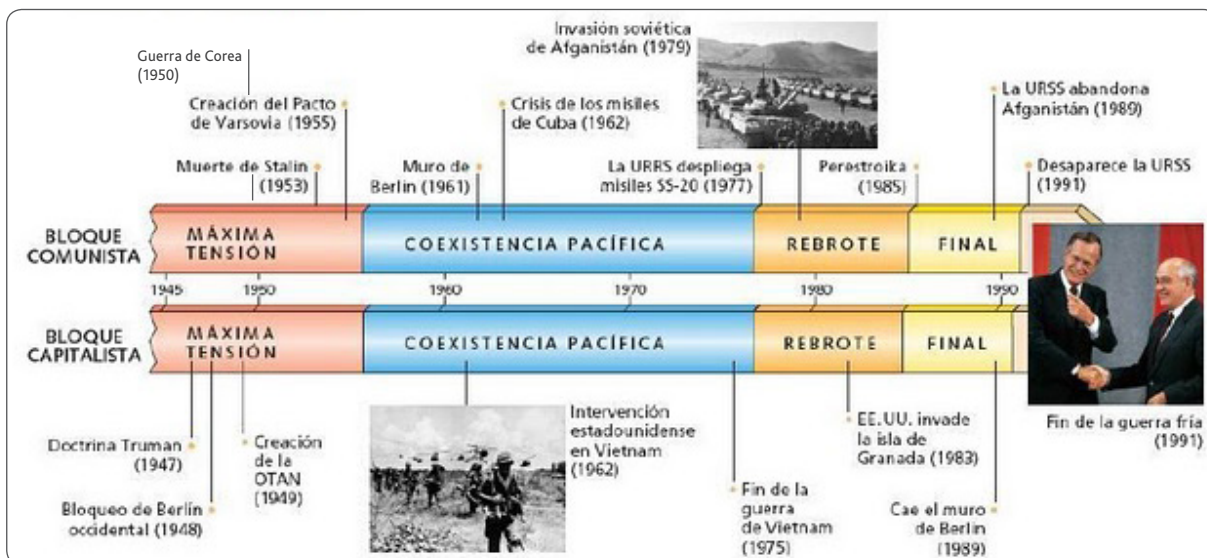 Guerra de Corea
(1950)
Creación del Pacto
de Varsovia (1955)
Muerte de Stalin
(1953)
Muro de
Berlín (1961)
Crisis de los misiles
de Cuba (1962)
Invasión soviética
de Afganistán (1979)
La URRS despliega
misiles SS-20 (1977)
Perestroika
(1985)
La URSS abandona
Afganistán (1989)
Desaparece la URSS
(1991)
BLOQUE
COMUNISTA
MÁXIMA
TENSIÓN
COEXISTENCIA PACÍFICA
REBROTE
FINAL
1945
1950
1960
1970
1980
1990
BLOQUE
CAPITALISTA
MÁXIMA
TENSIÓN
COEXISTENCIA PACÍFICA
REBROTE
FINAL
Doctrina Truman
(1947)
Bloqueo de Berlín
occidental (1948)
Creación
de la
OTAN
(1949)
Intervención
estadounidense
en Vietnam
(1962)
Fin de la
guerra
de Vietnam
(1975)
EE.UU. invade
la isla de
Granada (1983)
Cae el muro
de Berlín
(1989)
Fin de la guerra fría
(1991)